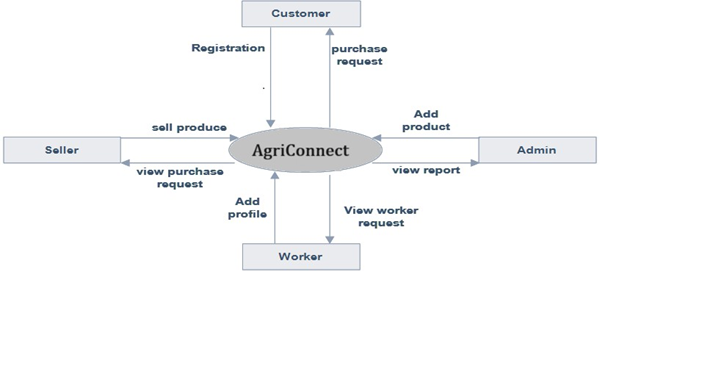 Customer
Registration
purchase
request
sell produce
Add
product
Seller
AgriConnect
Admin
view purchase
request
view report
Add
profile
View worker
request
Worker